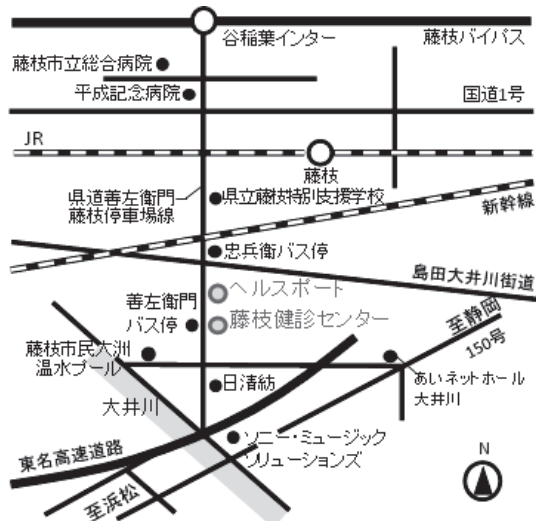 谷稲葉インター
藤枝バイパス
藤枝市立総合病院
平成記念病院
国道1号
JR
藤枝
県道善左衛門
藤枝停車場線
県立藤枝特別支援学校
新幹線
忠兵衛バス停
島田大井川街道
ヘルスポート
善左衛門
バス停
藤枝健診センター
至静岡
150号
藤枝市民大洲
温水プール
あいネットホール
大井川
日清紡
大井川
ソニー・ミュージック
ソリューションズ
東名高速道路
至浜松
N